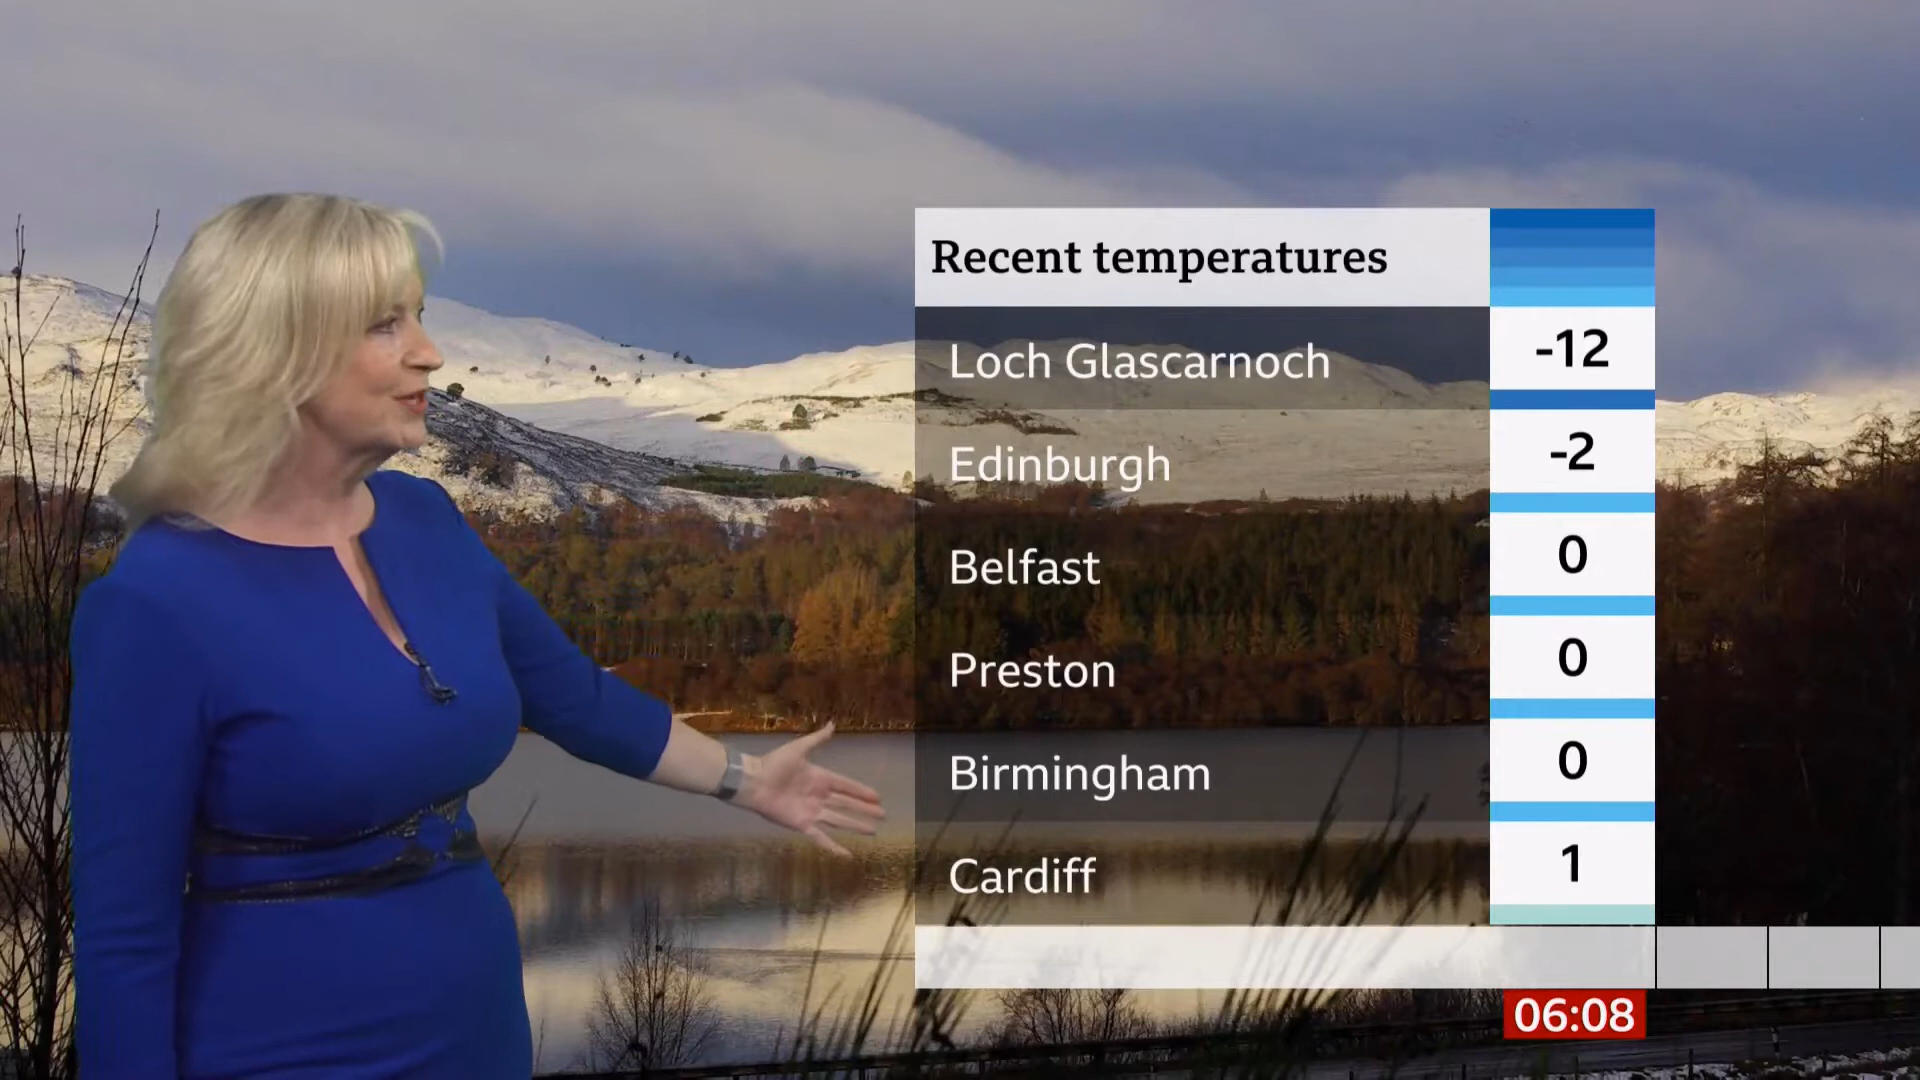 Recent temperatures
Loch Glascarnoch -12
Edinburgh -2
Belfast 0
Preston 0
Birmingham 0
Cardiff 1
06:08